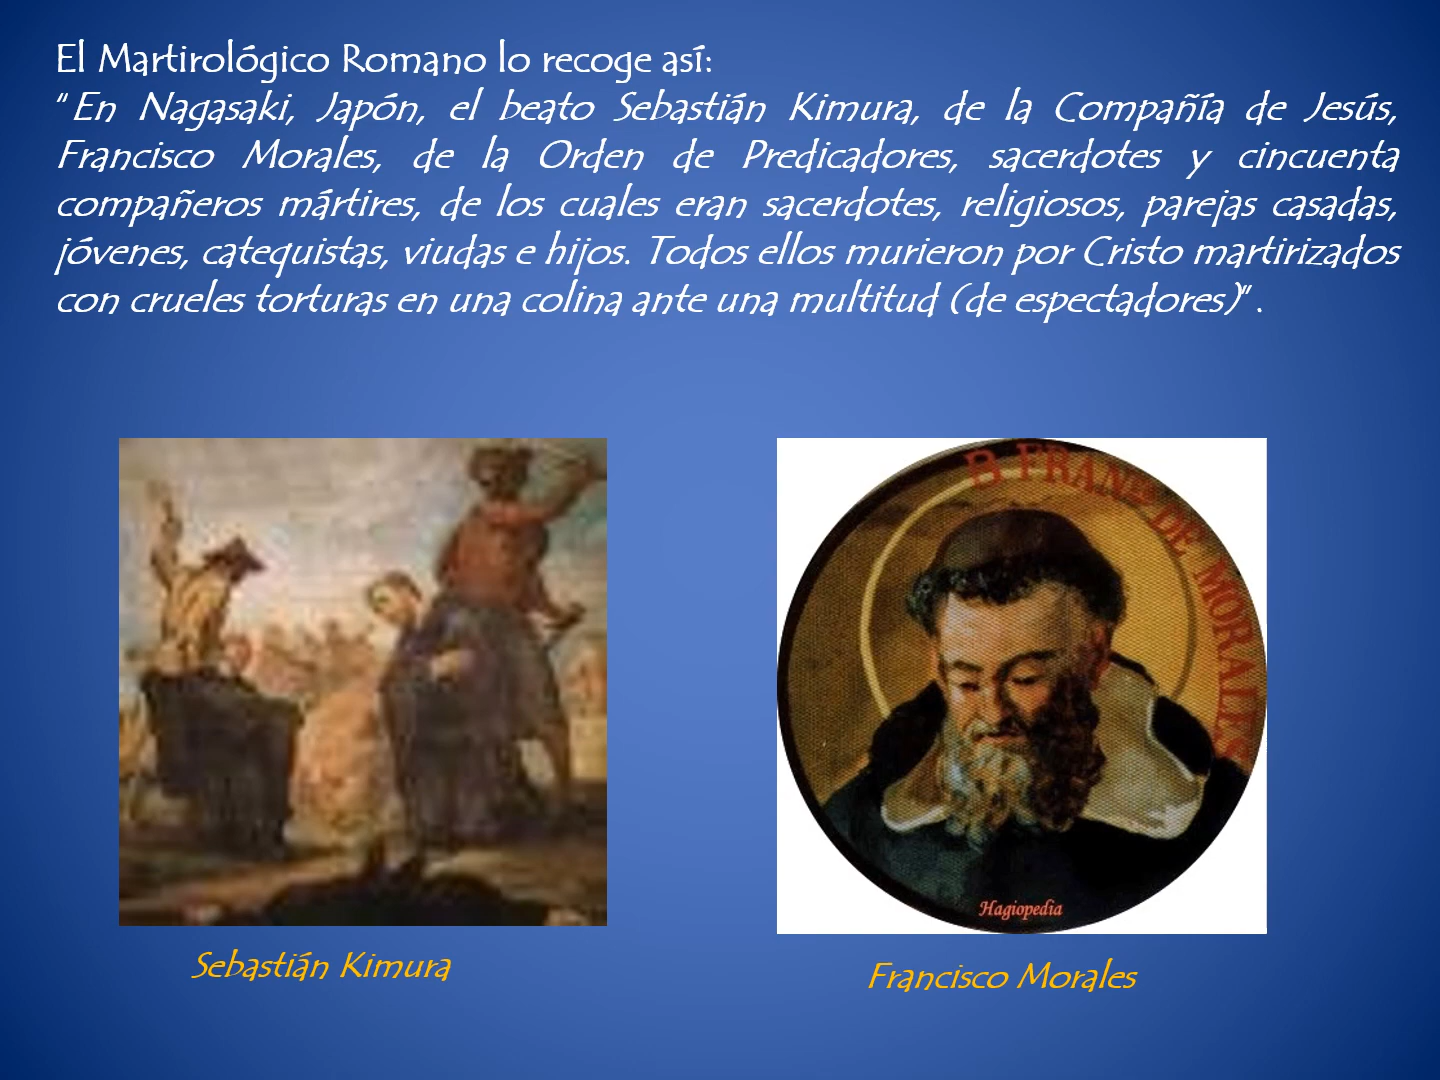 El Martirológico Romano lo recoge así:
“En Nagasaki, Japón, el beato Sebastián Kimura, de la Compañía de Jesús,
Francisco Morales, de la Orden de Predicadores, sacerdotes y cincuenta
compañeros mártires, de los cuales eran sacerdotes, religiosos, parejas casadas,
jóvenes, catequistas, viudas e hijos. Todos ellos murieron por Cristo martirizados
con crueles torturas en una colina ante una multitud (de espectadores)”.
B FRANco DE MORALES
Hagiopedia
Sebastián Kimura
Francisco Morales